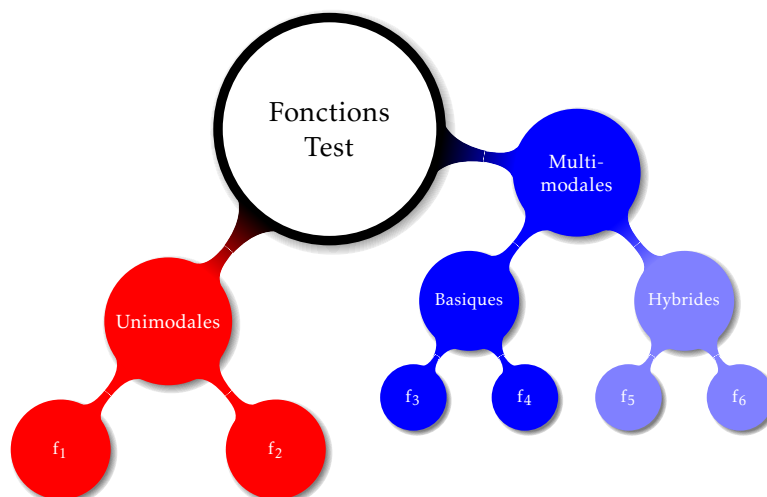 Fonctions
Test
Multi-
modales
Unimodales
Basiques
Hybrides
f₁
f₂
f₃
f₄
f₅
f₆